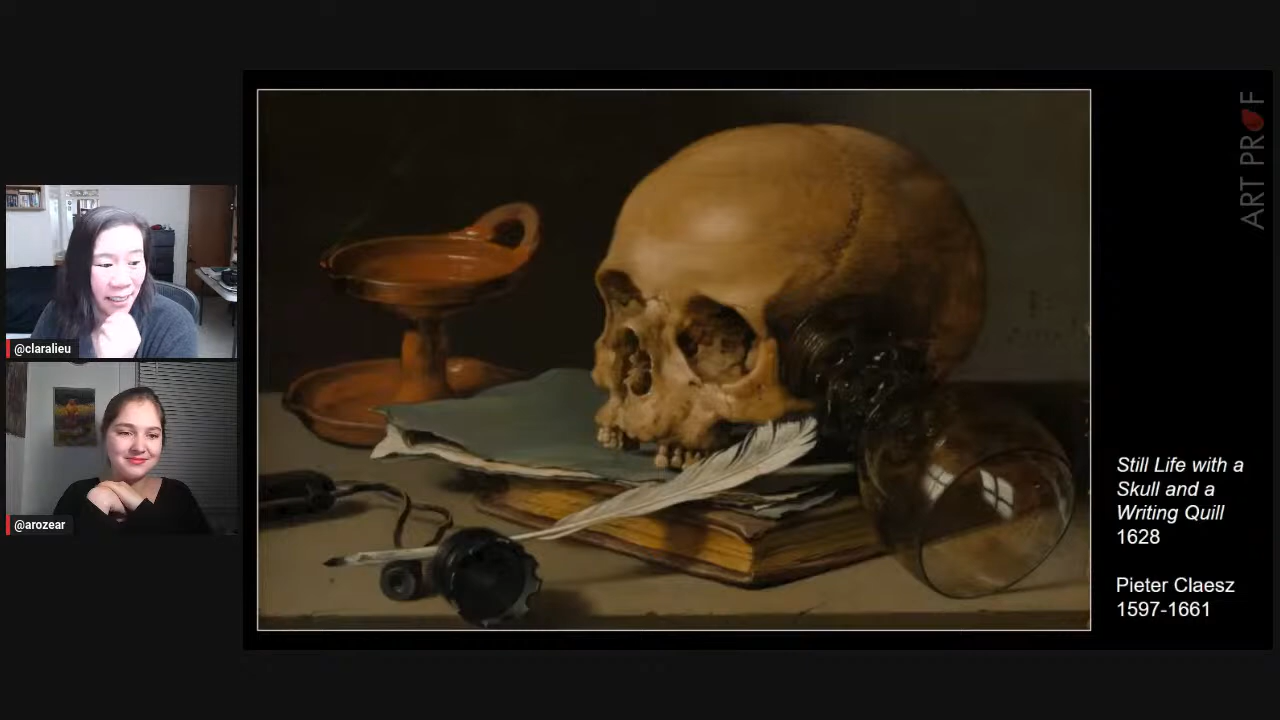 @claralieu
@arozear
ART PROF
Still Life with a
Skull and a
Writing Quill
1628
Pieter Claesz
1597-1661